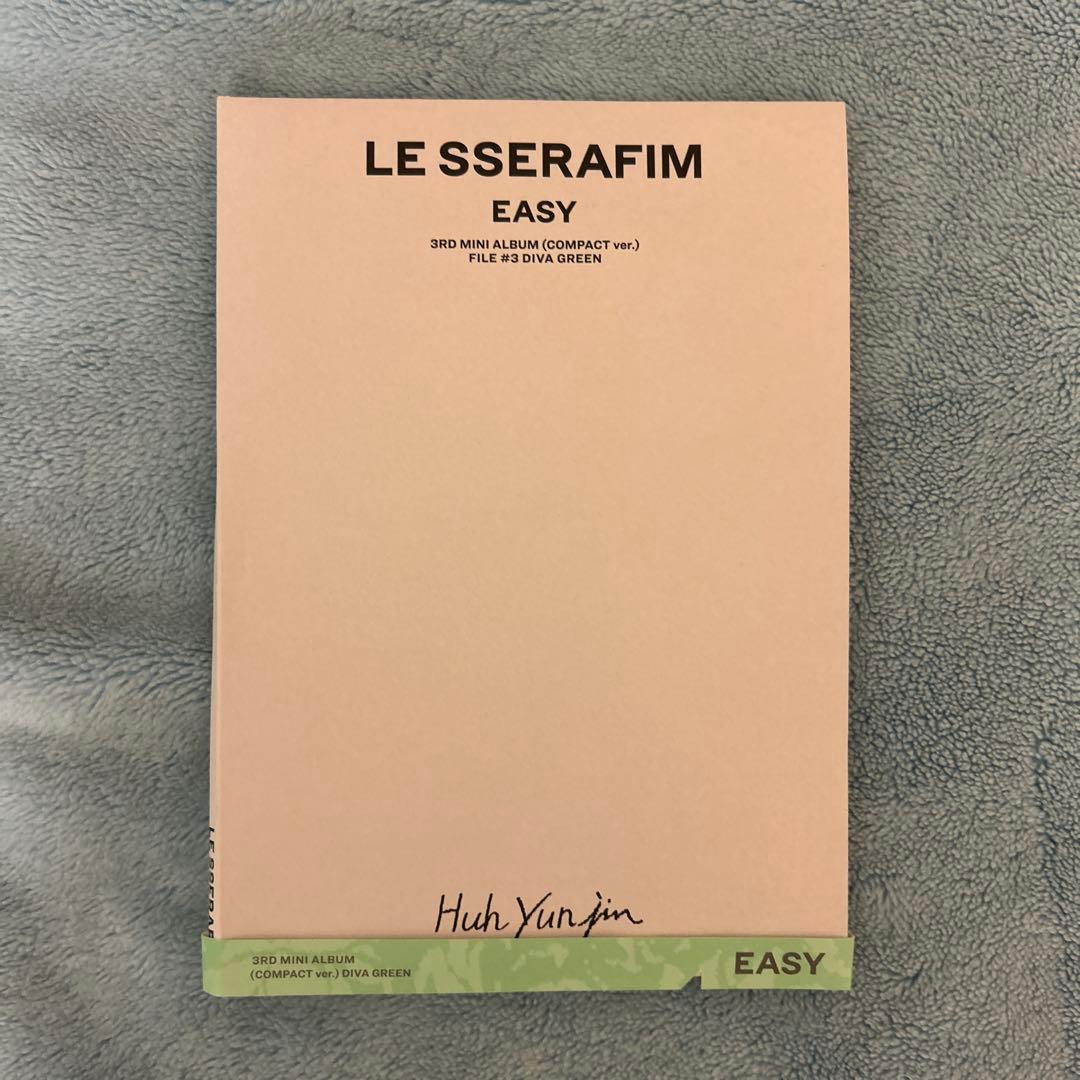 LE SSERAFIM
EASY
3RD MINI ALBUM (COMPACT ver.)
FILE #3 DIVA GREEN
Huh Yunjin
3RD MINI ALBUM
(COMPACT ver.) DIVA GREEN
EASY